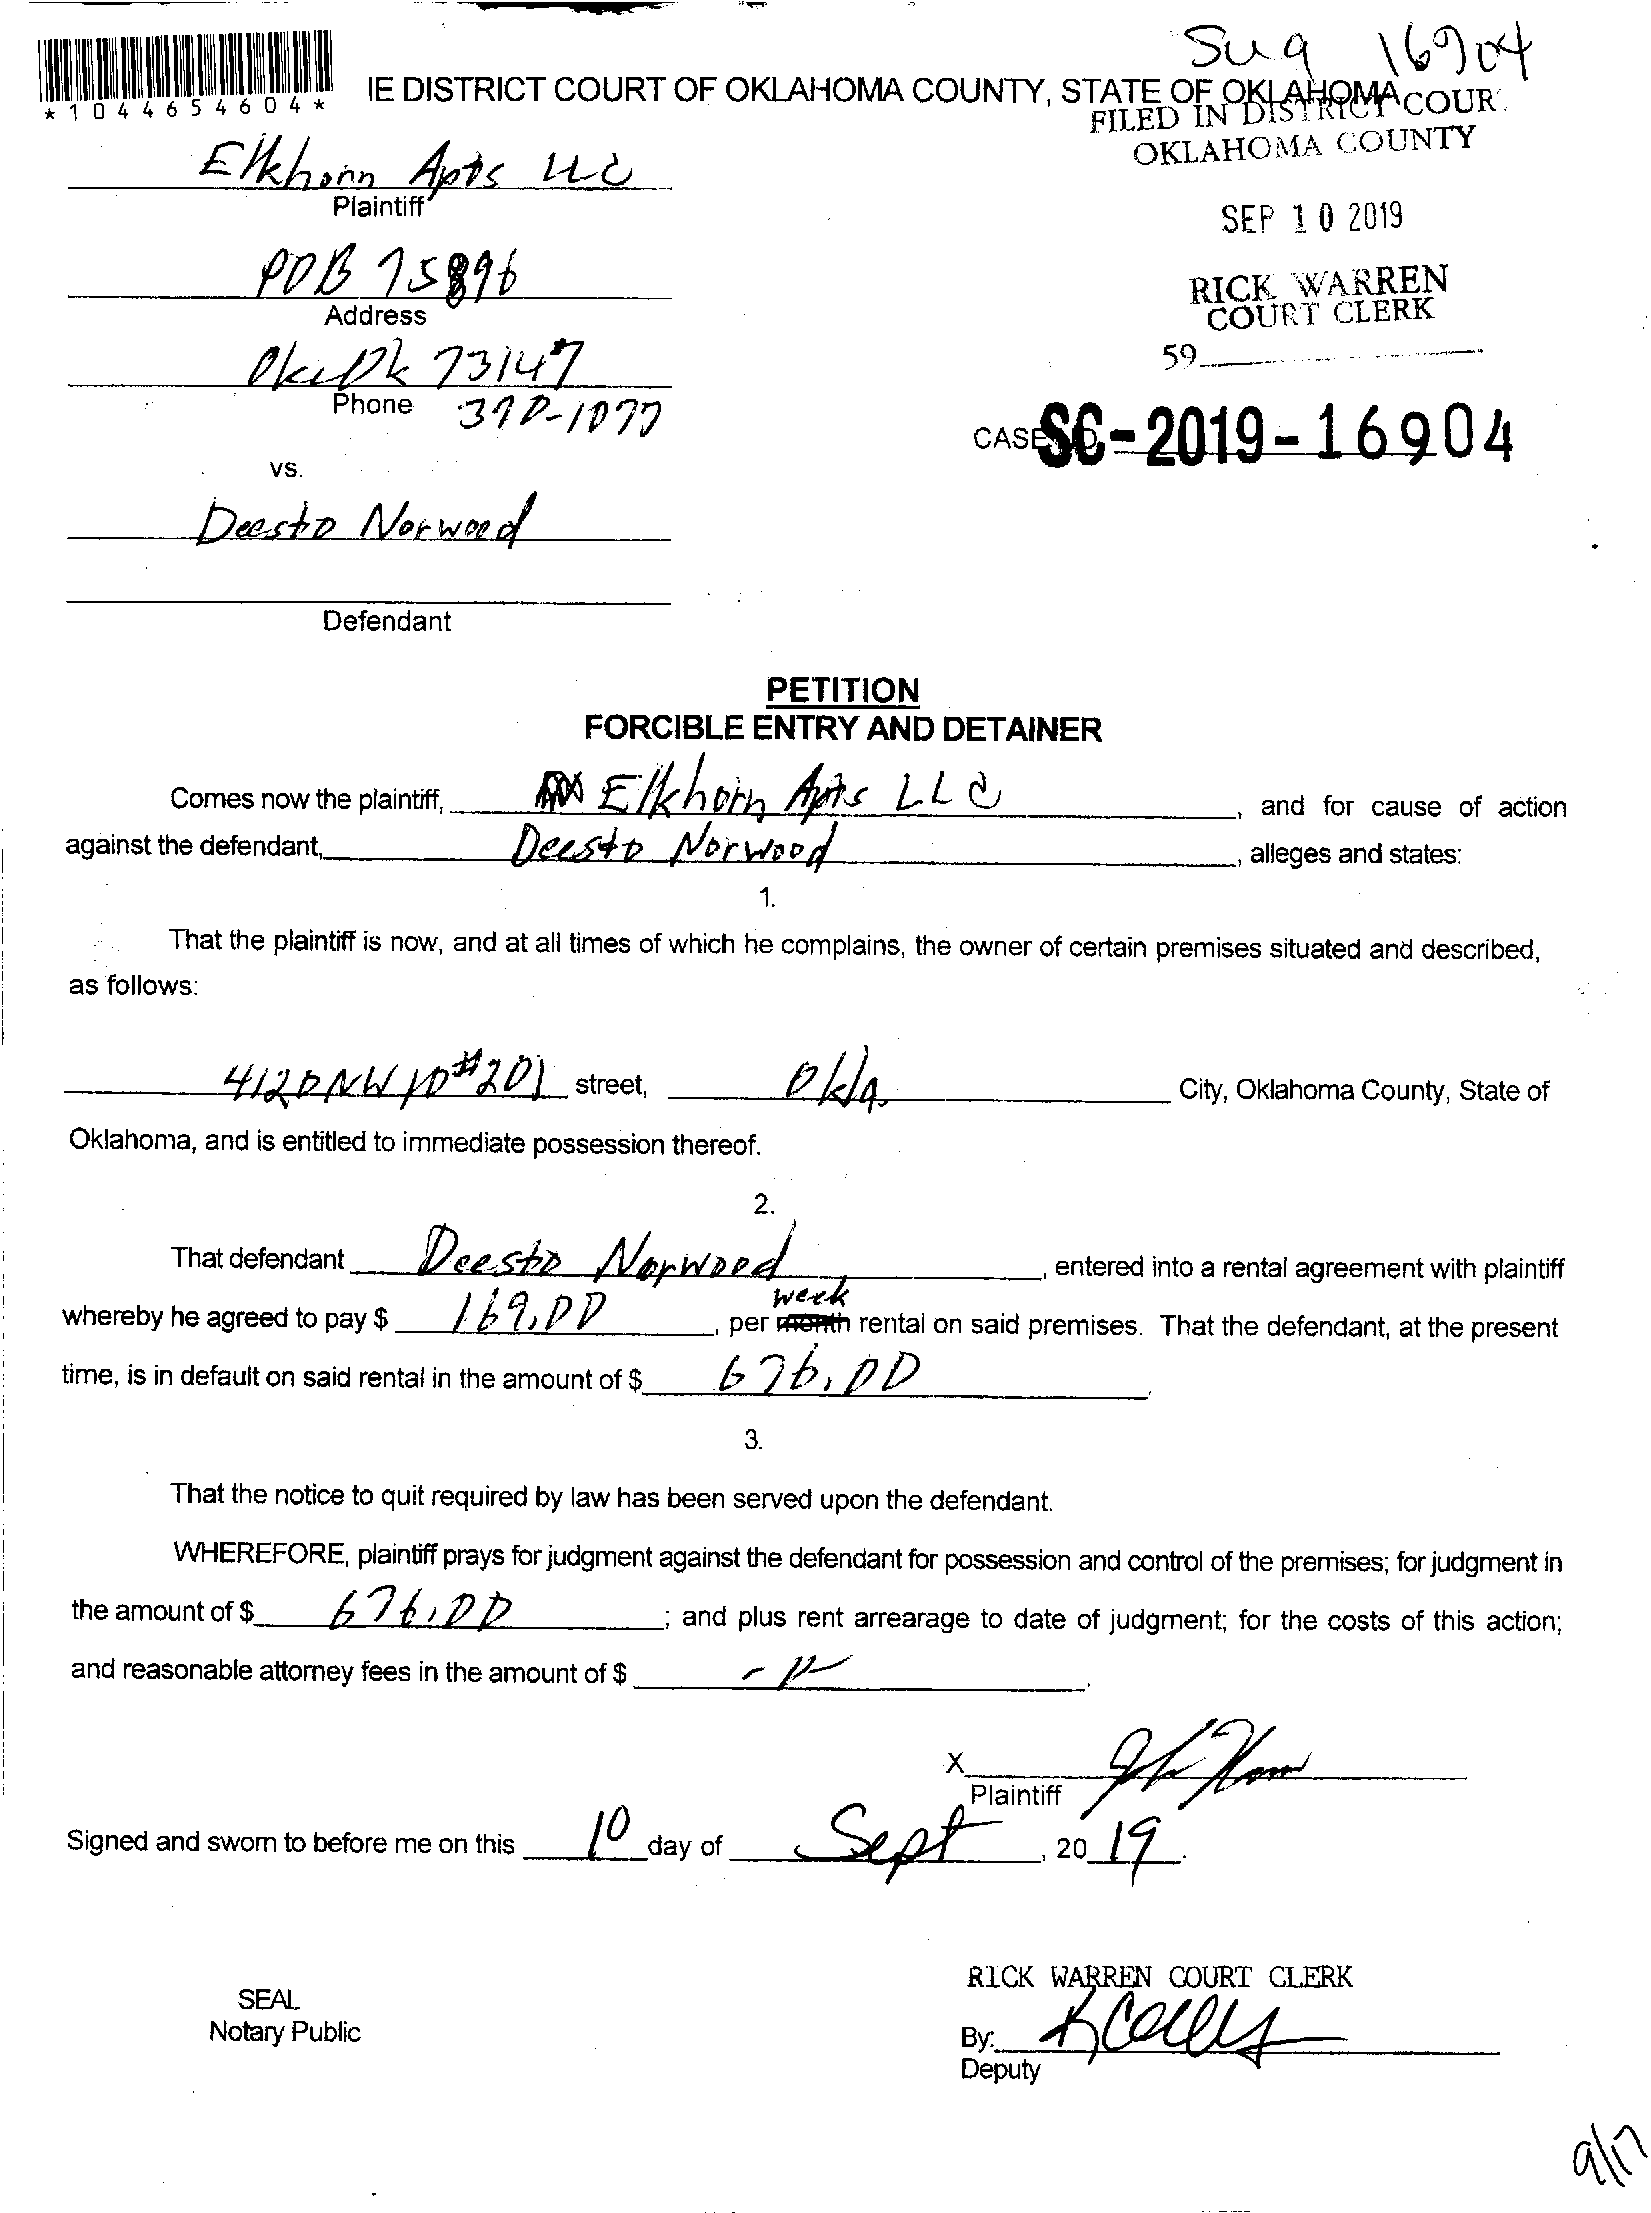 Sug 16904
*1044654604*
IE DISTRICT COURT OF OKLAHOMA COUNTY, STATE OF OKLAHOMA
FILED IN DISTRICT COUR
OKLAHOMA COUNTY
Elkhorn Apts LLC
Plaintiff
SEP 10 2019
POB 75896
Address
RICK WARREN
COURT CLERK
59
73147
Phone 390-1077
CASE SC-2019-16904
vs.
Deesto Norwood
Defendant
PETITION
FORCIBLE ENTRY AND DETAINER
Comes now the plaintiff, Elkhorn Apts LLC, and for cause of action
against the defendant, Deesto Norwood, alleges and states:
1.
That the plaintiff is now, and at all times of which he complains, the owner of certain premises situated and described,
as follows:
4120 NW 10 #201 street, Okla. City, Oklahoma County, State of
Oklahoma, and is entitled to immediate possession thereof.
2.
That defendant Deesto Norwood, entered into a rental agreement with plaintiff
week
whereby he agreed to pay $ 169.00, per month rental on said premises. That the defendant, at the present
time, is in default on said rental in the amount of $ 676.00.
3.
That the notice to quit required by law has been served upon the defendant.
WHEREFORE, plaintiff prays for judgment against the defendant for possession and control of the premises; for judgment in
the amount of $ 676.00; and plus rent arrearage to date of judgment; for the costs of this action;
and reasonable attorney fees in the amount of $
X
Plaintiff
Signed and sworn to before me on this 10 day of Sept, 20 19.
RICK WARREN COURT CLERK
SEAL
Notary Public
By:
Deputy
9/17